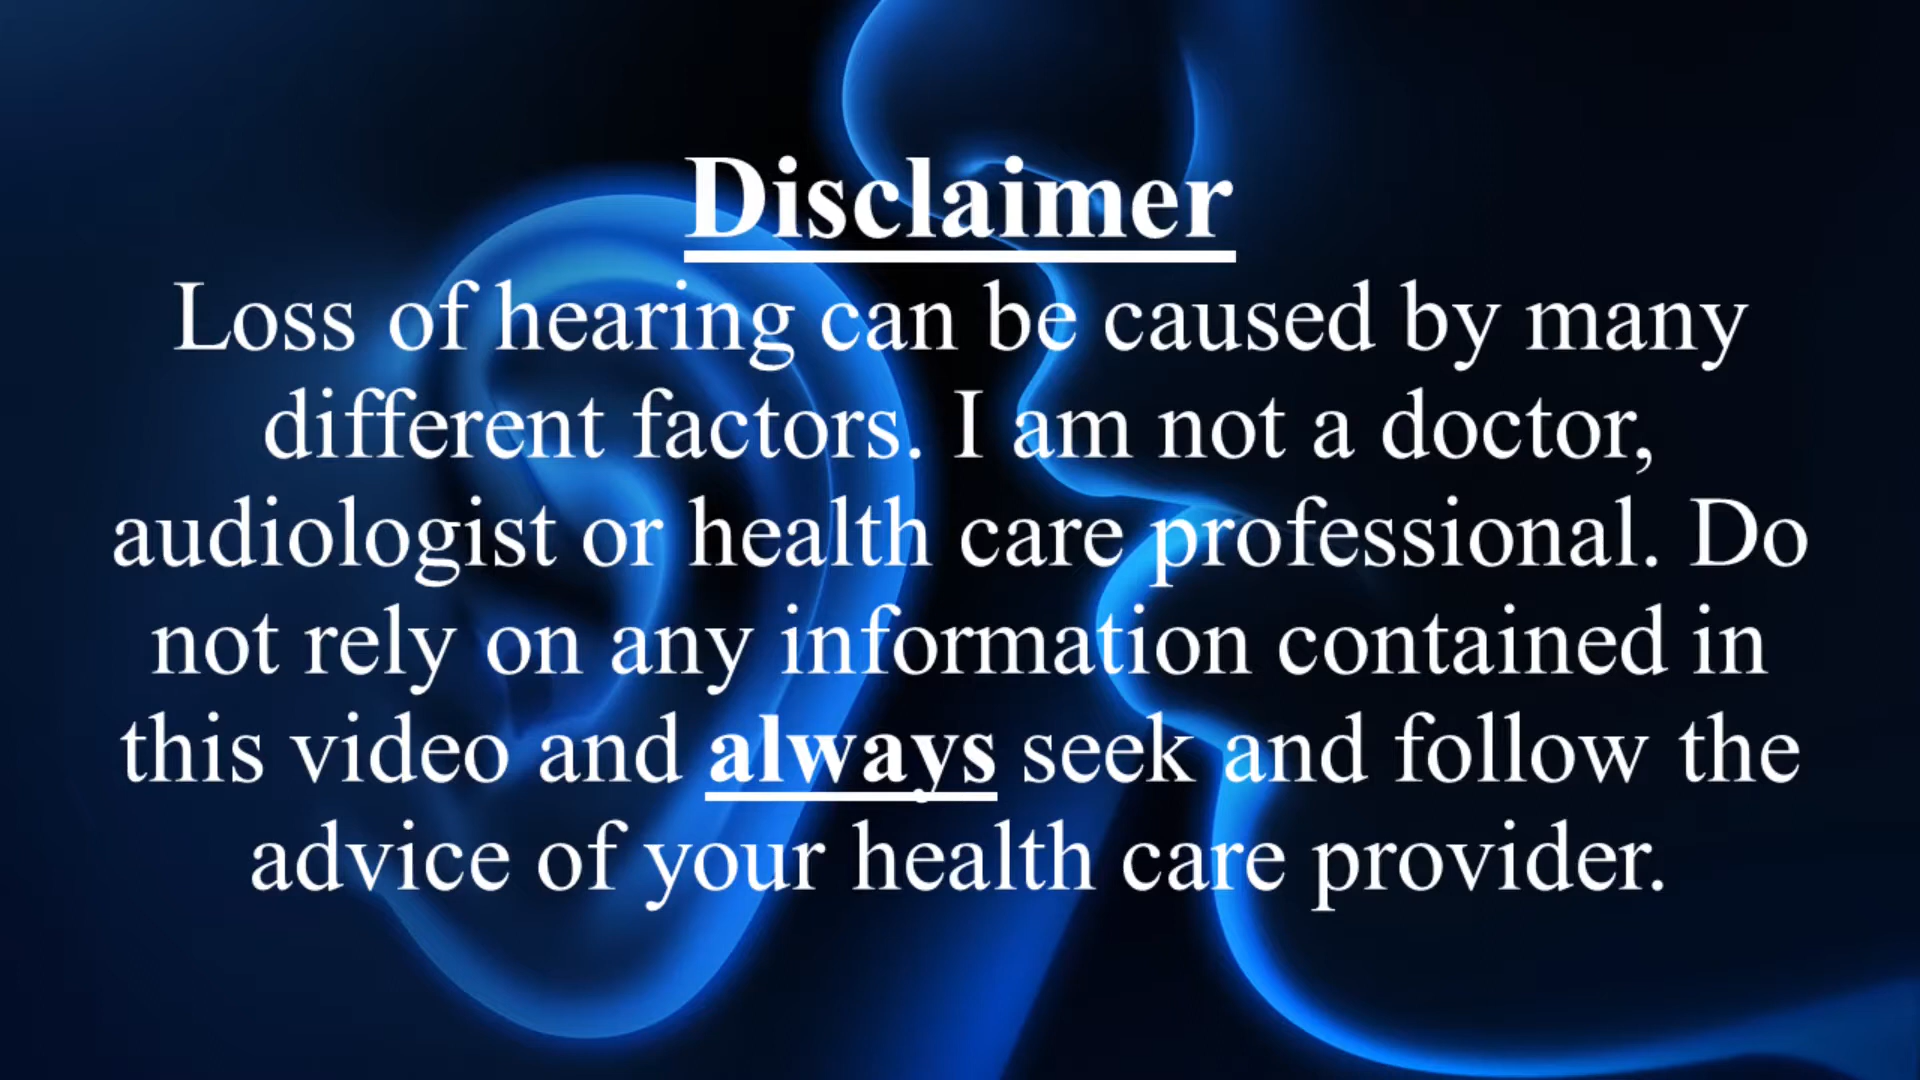 Disclaimer
Loss of hearing can be caused by many
different factors. I am not a doctor,
audiologist or health care professional. Do
not rely on any information contained in
this video and always seek and follow the
advice of your health care provider.